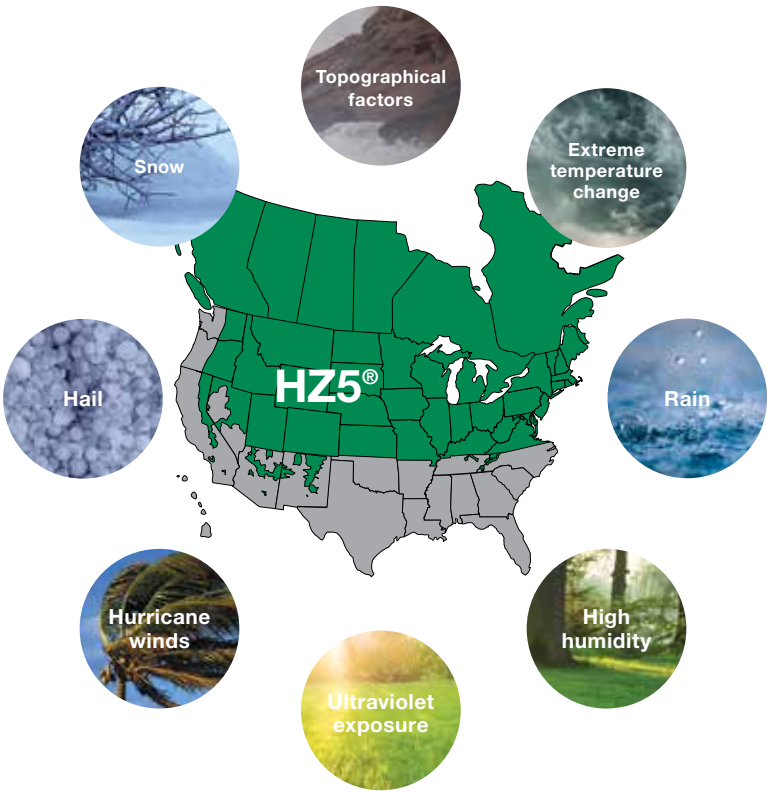 Topographical
factors
Snow
Extreme
temperature
change
HZ5®
Hail
Rain
Hurricane
winds
High
humidity
Ultraviolet
exposure